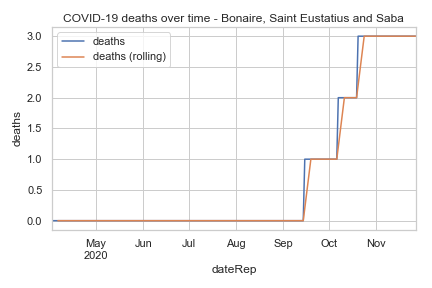 COVID-19 deaths over time - Bonaire, Saint Eustatius and Saba
deaths
deaths (rolling)
deaths
3.0
2.5
2.0
1.5
1.0
0.5
0.0
May Jun Jul Aug Sep Oct Nov
2020
dateRep